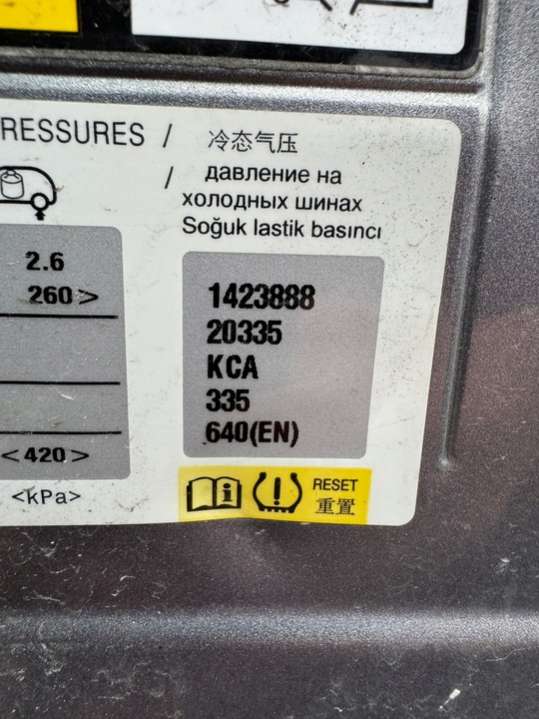 RESSURES / 冷态气压
/ давление на
холодных шинах
Soğuk lastik basıncı
2.6
260>
<420>
<kPa>
1423888
20335
KCA
335
640(EN)
RESET
重置